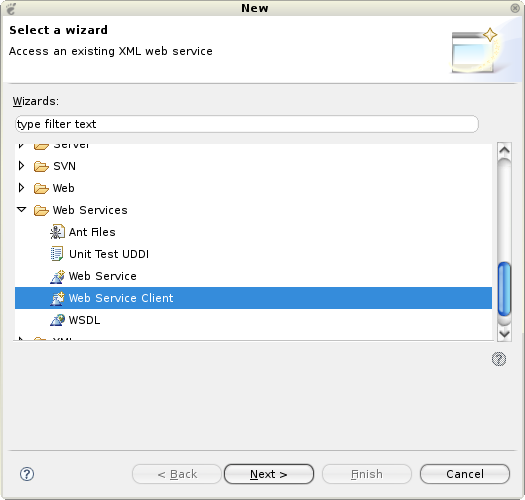 New
Select a wizard
Access an existing XML web service
Wizards:
type filter text
Server
SVN
Web
Web Services
Ant Files
Unit Test UDDI
Web Service
Web Service Client
WSDL
XML
< Back
Next >
Finish
Cancel